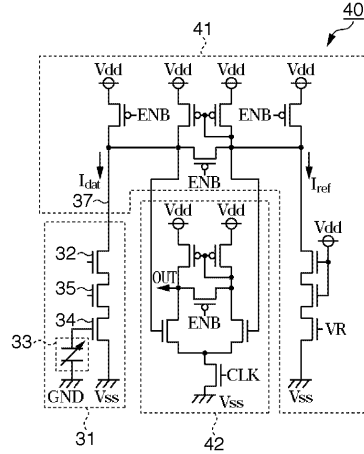 40
41
Vdd Vdd Vdd Vdd
ENB ENB
ENB
Idat Iref
37
Vdd Vdd Vdd
32
OUT
35
ENB
34
33
VR
CLK
GND Vss Vss Vss
31
42